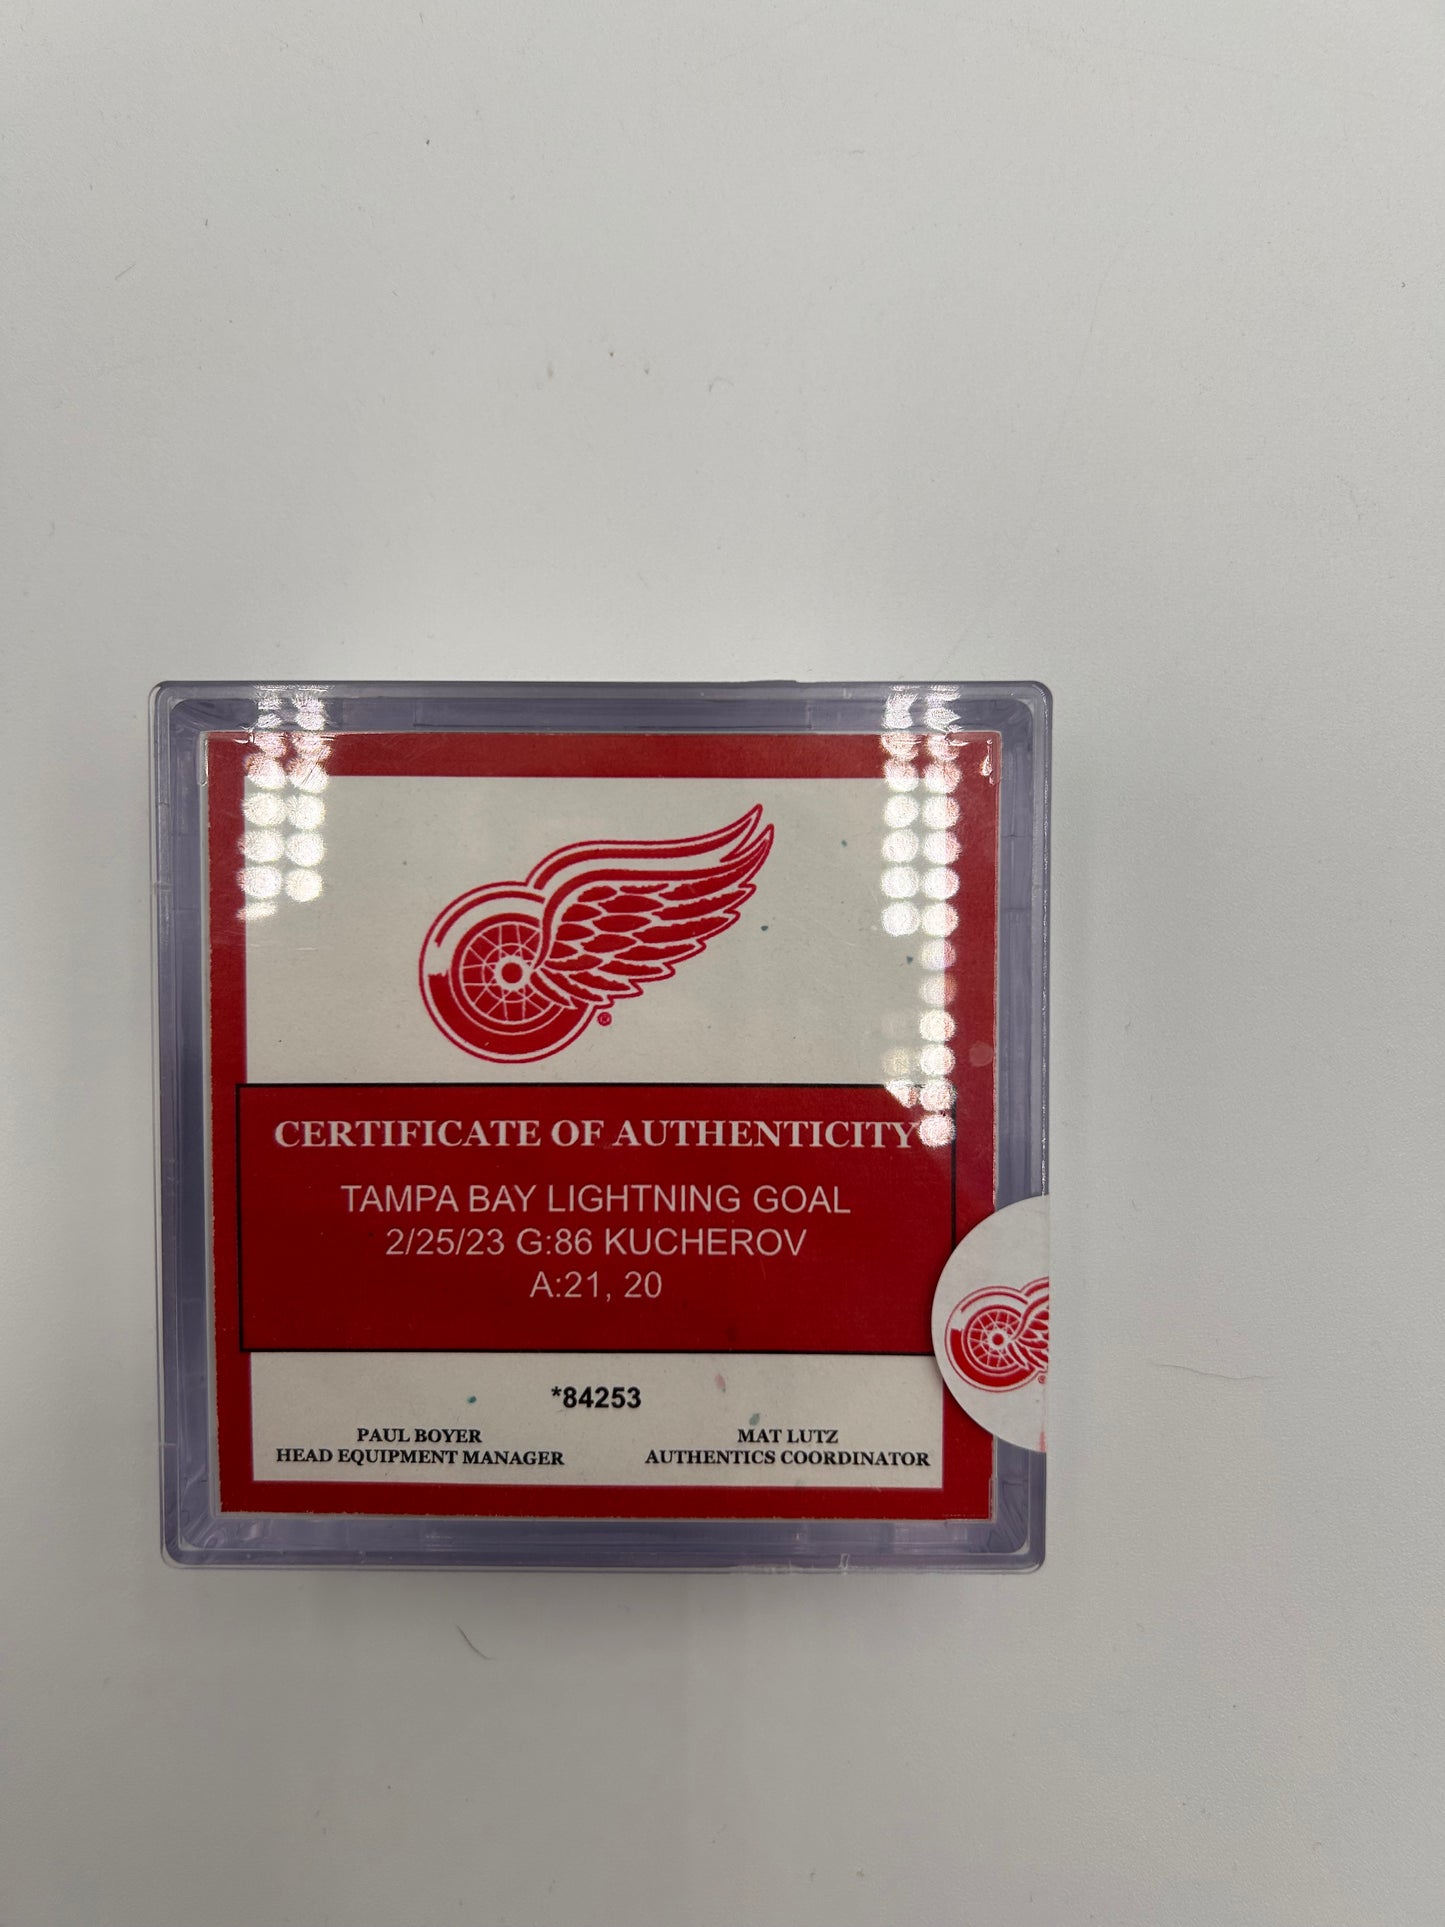 CERTIFICATE OF AUTHENTICITY
TAMPA BAY LIGHTNING GOAL
2/25/23 G:86 KUCHEROV
A:21, 20
*84253
PAUL BOYER
HEAD EQUIPMENT MANAGER
MAT LUTZ
AUTHENTICS COORDINATOR